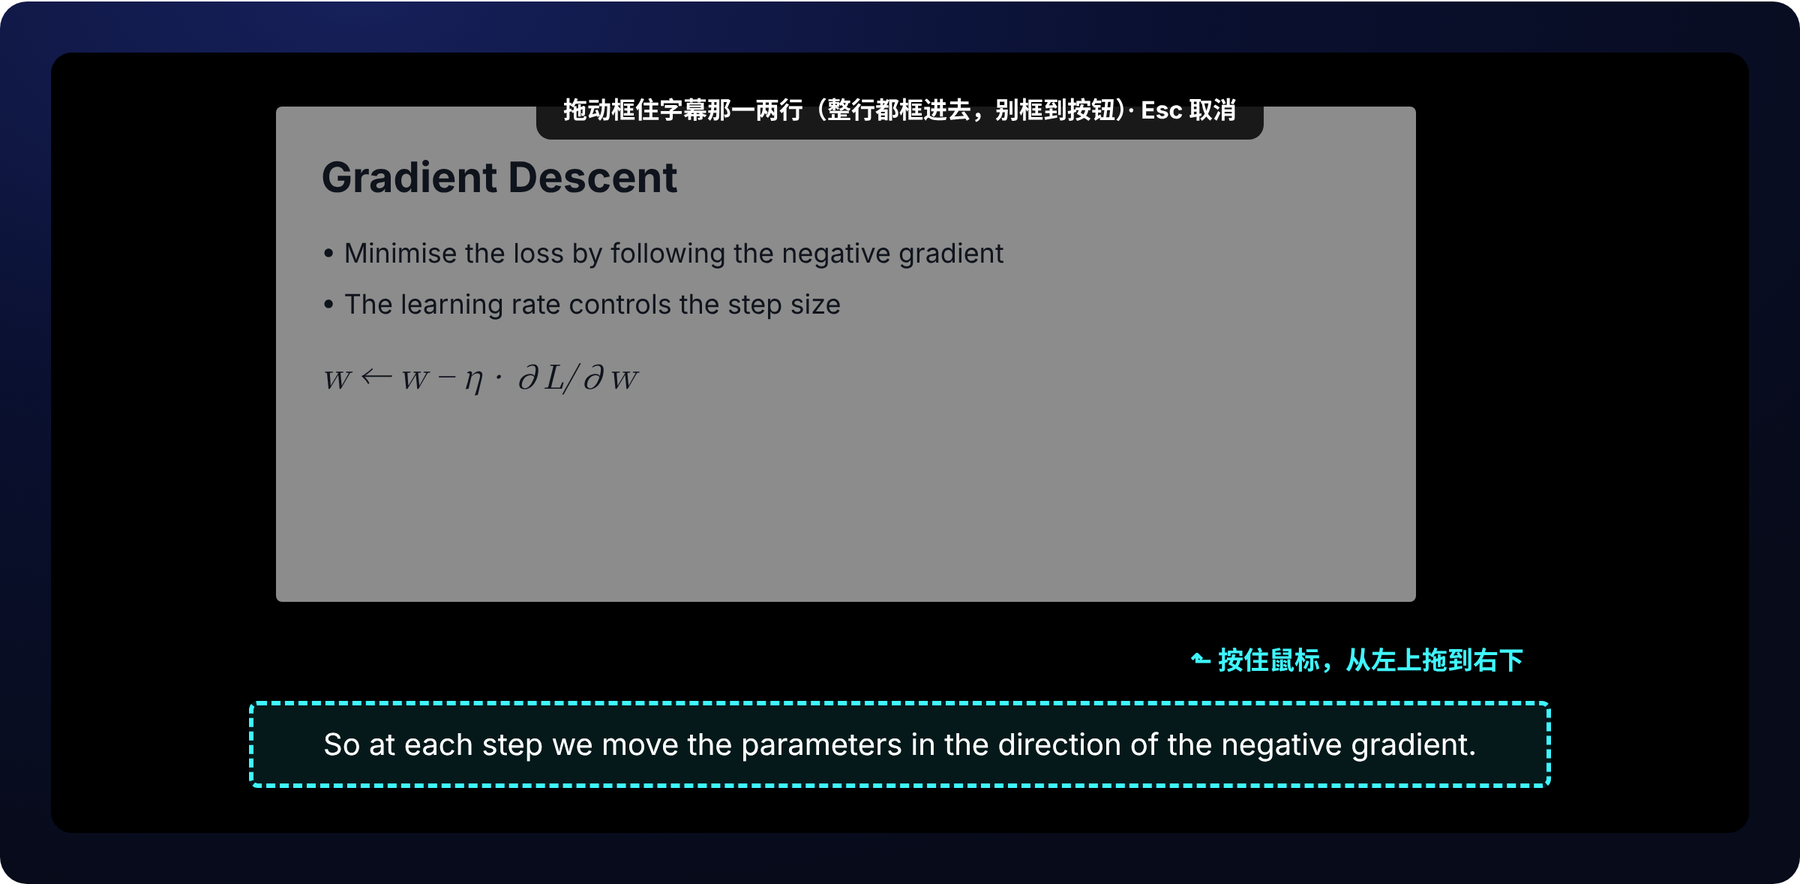 拖动框住字幕那一两行（整行都框进去，别框到按钮）· Esc 取消
Gradient Descent
• Minimise the loss by following the negative gradient
• The learning rate controls the step size
w ← w − η · ∂L/∂w
⬑ 按住鼠标，从左上拖到右下
So at each step we move the parameters in the direction of the negative gradient.